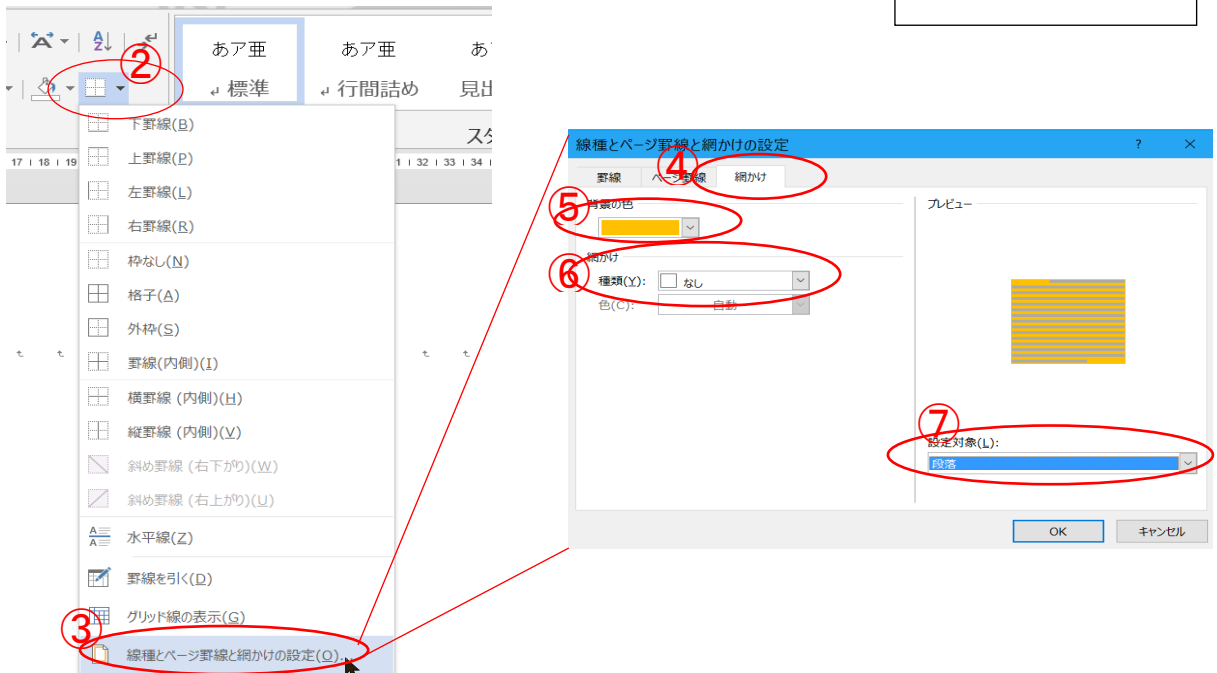 ②
あア亜 あア亜 あ
↵ 標準 ↵ 行間詰め 見出
スタ
17 18 19 1 32 33 34
下罫線(B)
上罫線(P)
左罫線(L)
右罫線(R)
枠なし(N)
格子(A)
外枠(S)
罫線(内側)(I)
横罫線 (内側)(H)
縦罫線 (内側)(V)
斜め罫線 (右下がり)(W)
斜め罫線 (右上がり)(U)
水平線(Z)
罫線を引く(D)
グリッド線の表示(G)
③
線種とページ罫線と網かけの設定(O)...
線種とページ罫線と網かけの設定 ? ×
④
罫線 ページ罫線 網かけ
⑤
背景の色
網かけ
⑥
種類(Y): なし
色(C): 自動
プレビュー
⑦
設定対象(L):
段落
OK キャンセル